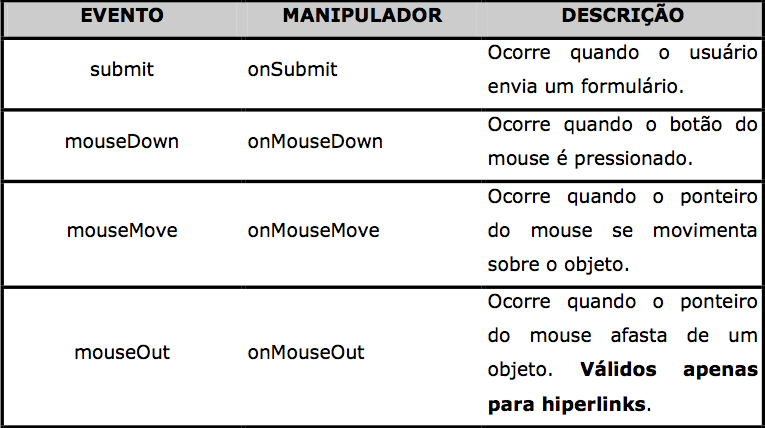 EVENTO MANIPULADOR DESCRIÇÃO
submit onSubmit Ocorre quando o usuário
envia um formulário.
mouseDown onMouseDown Ocorre quando o botão do
mouse é pressionado.
mouseMove onMouseMove Ocorre quando o ponteiro
do mouse se movimenta
sobre o objeto.
mouseOut onMouseOut Ocorre quando o ponteiro
do mouse afasta de um
objeto. Válidos apenas
para hiperlinks.